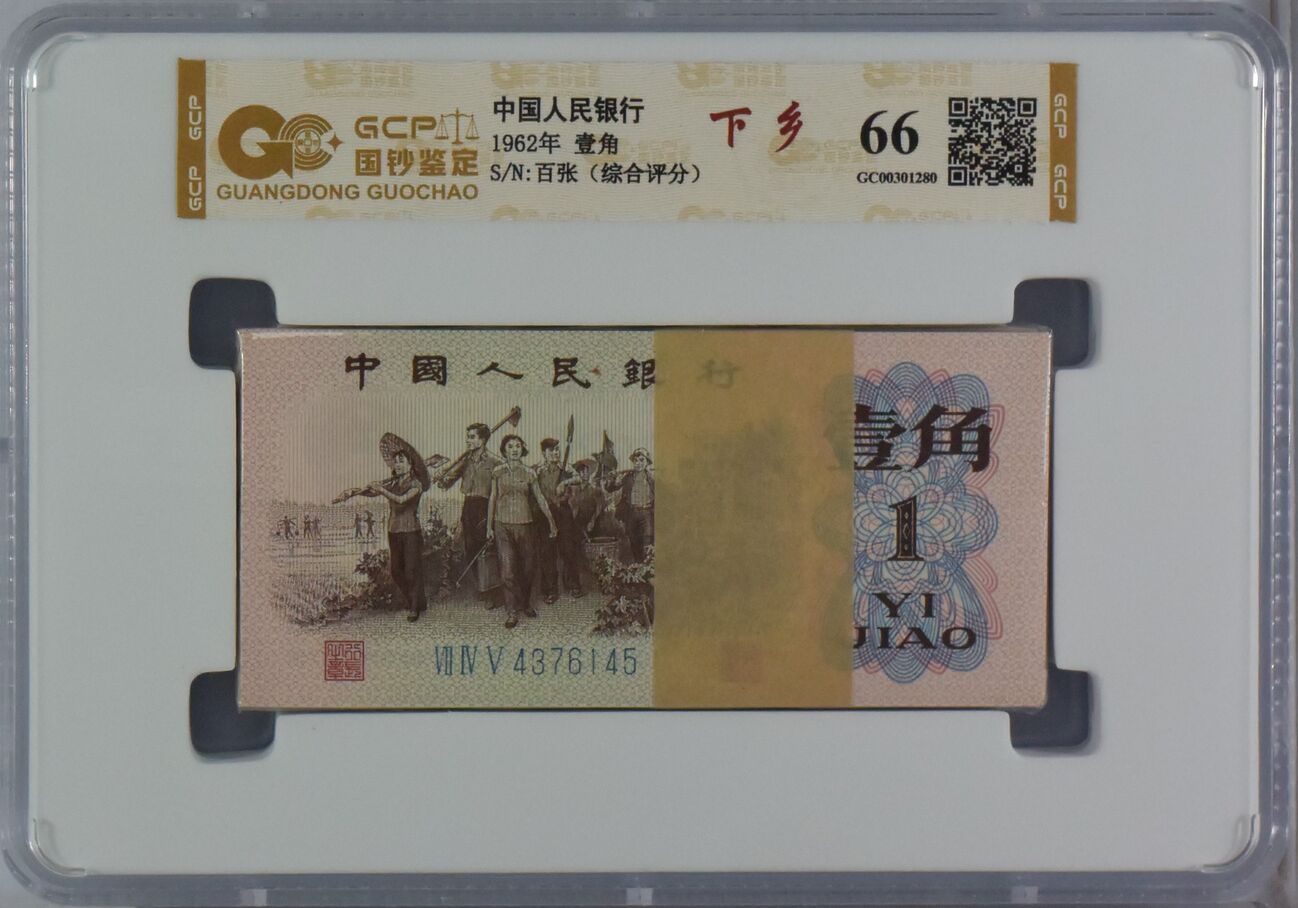 GCP
GCP
GCP
国钞鉴定
GUANGDONG GUOCHAO
中国人民银行
1962年 壹角
S/N:百张（综合评分）
下乡
66
GC00301280
GCP
GCP
中國人民銀行
壹角
1
YI
JIAO
VII IV V 4376145